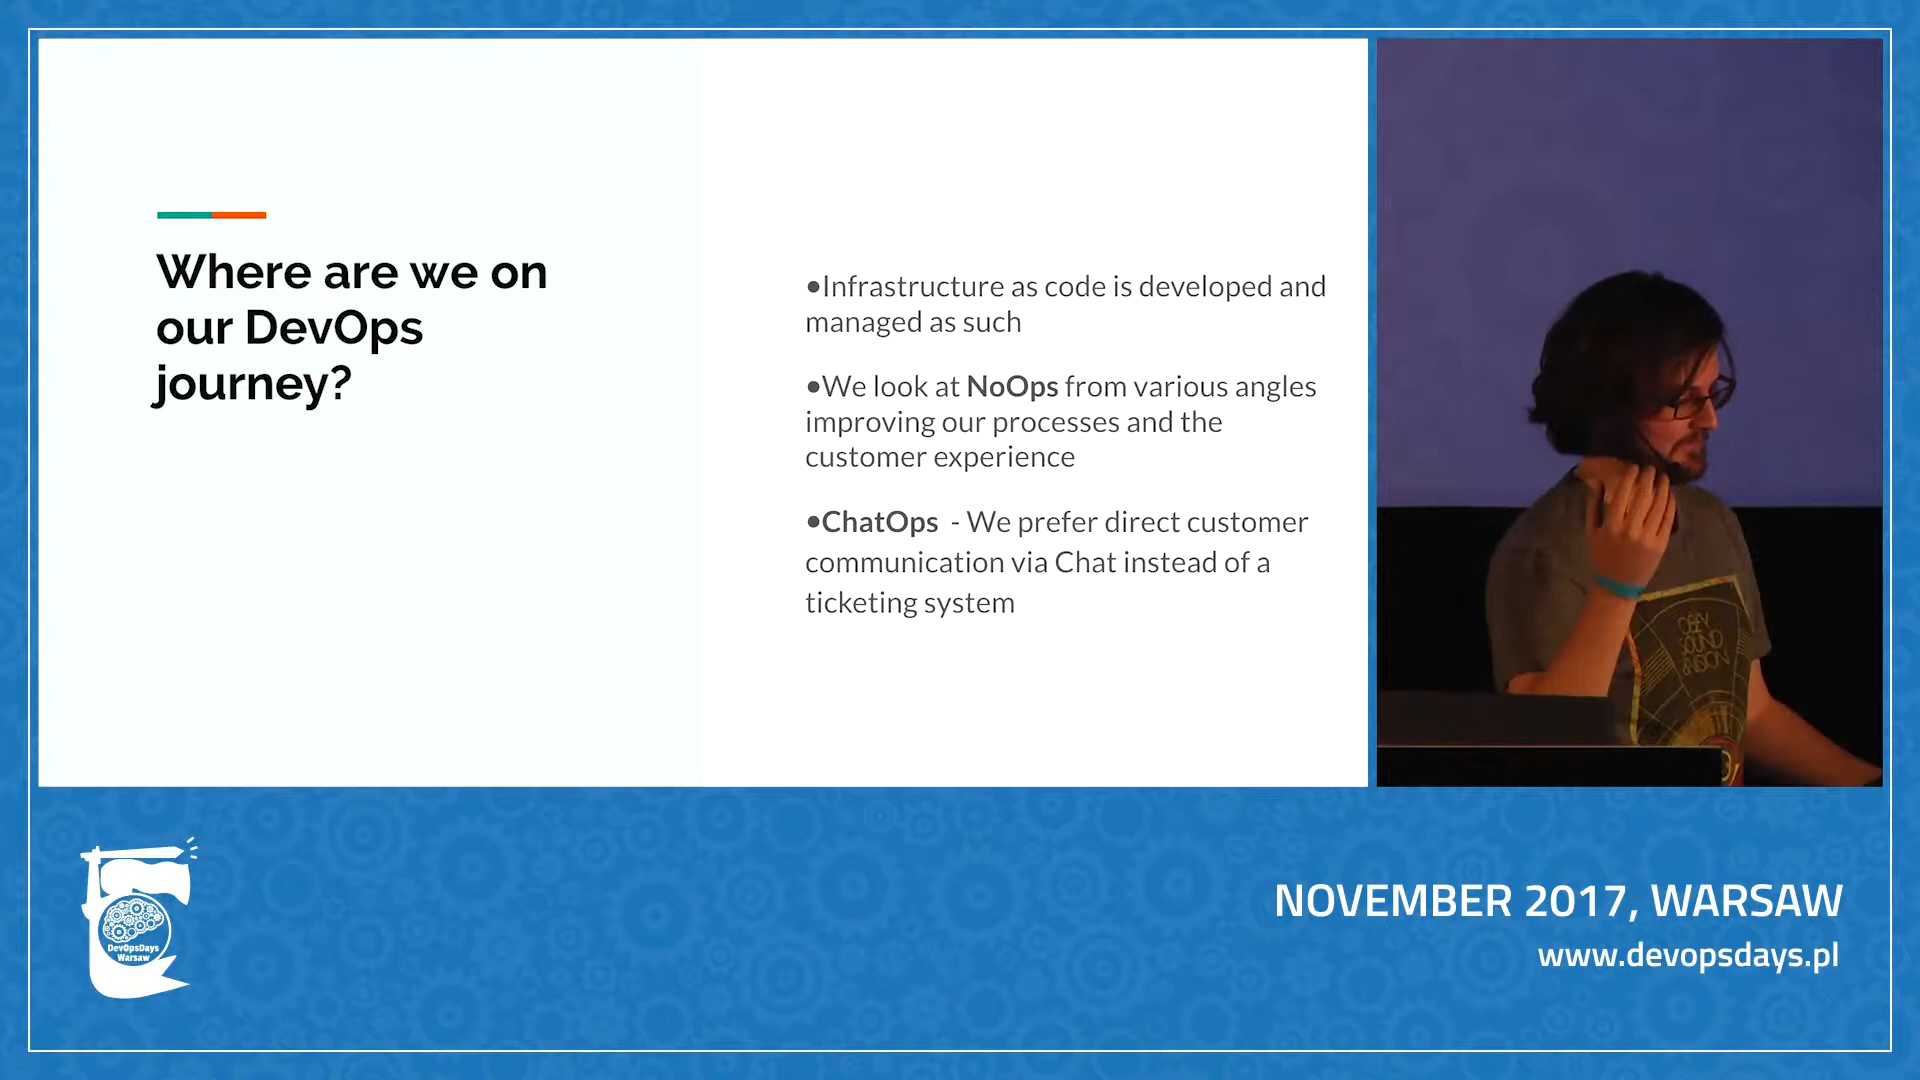 Where are we on
our DevOps
journey?
•Infrastructure as code is developed and
managed as such
•We look at NoOps from various angles
improving our processes and the
customer experience
•ChatOps - We prefer direct customer
communication via Chat instead of a
ticketing system
DevOpsDays
Warsaw
NOVEMBER 2017, WARSAW
www.devopsdays.pl